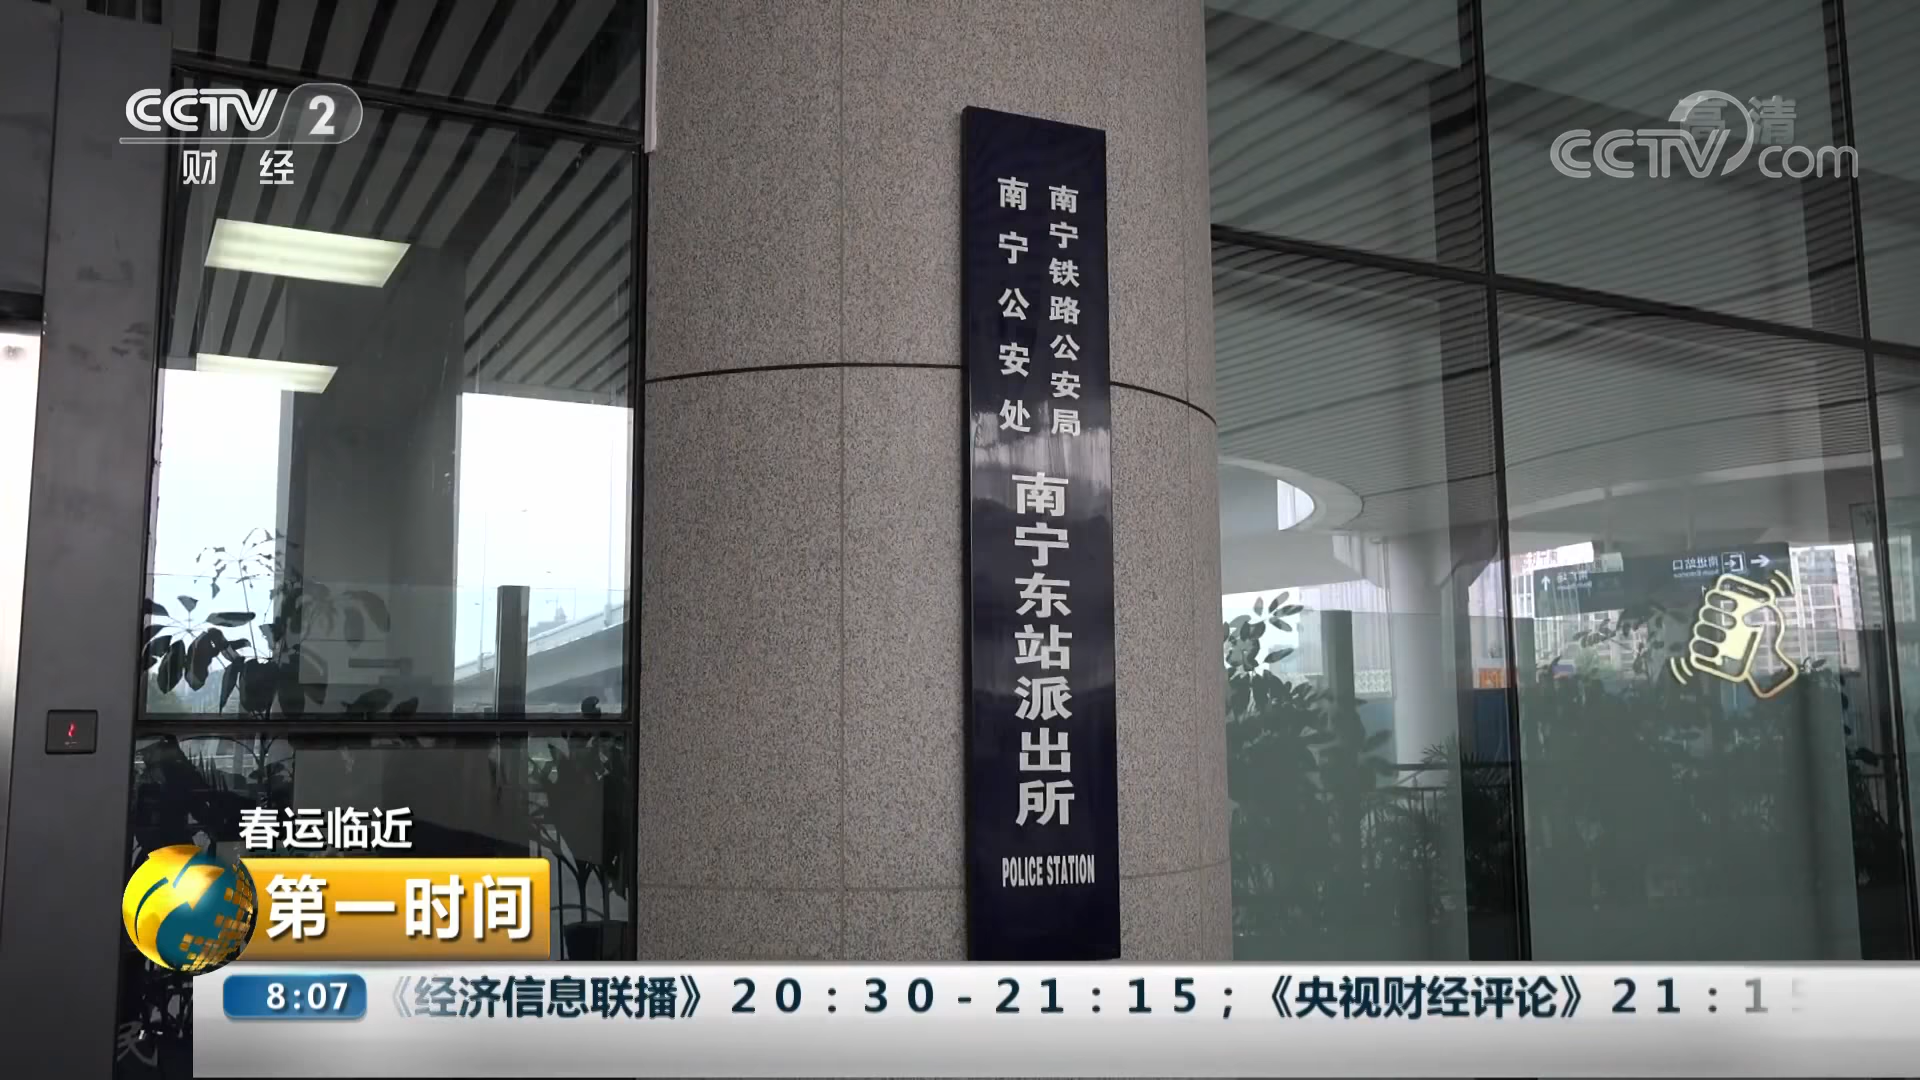 CCTV 2
财 经
高清
CCTV.com
南宁铁路公安局
南宁公安处
南宁东站派出所
POLICE STATION
春运临近
第一时间
8:07
《经济信息联播》20:30-21:15；《央视财经评论》21:15